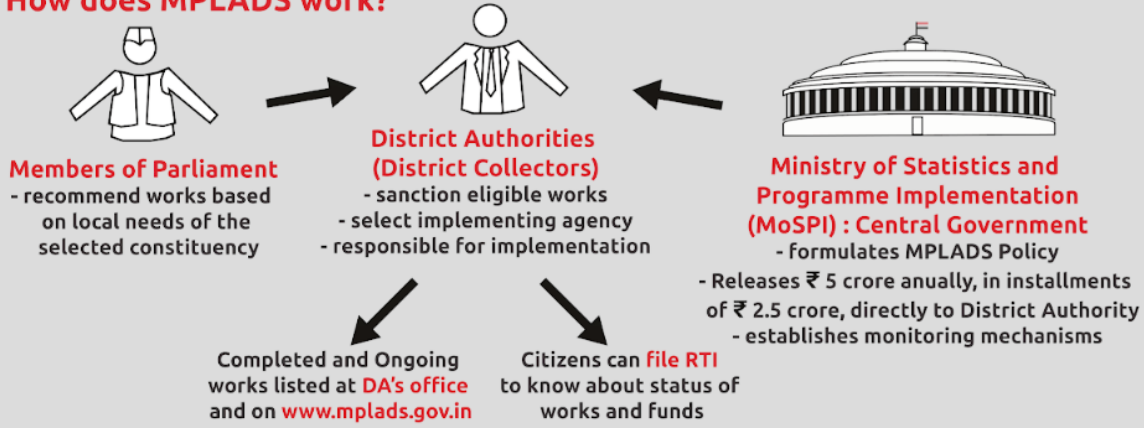 How does MPLADS work?
Members of Parliament
- recommend works based
on local needs of the
selected constituency
District Authorities
(District Collectors)
- sanction eligible works
- select implementing agency
- responsible for implementation
Ministry of Statistics and
Programme Implementation
(MoSPI) : Central Government
- formulates MPLADS Policy
- Releases ₹ 5 crore anually, in installments
of ₹ 2.5 crore, directly to District Authority
- establishes monitoring mechanisms
Completed and Ongoing
works listed at DA's office
and on www.mplads.gov.in
Citizens can file RTI
to know about status of
works and funds